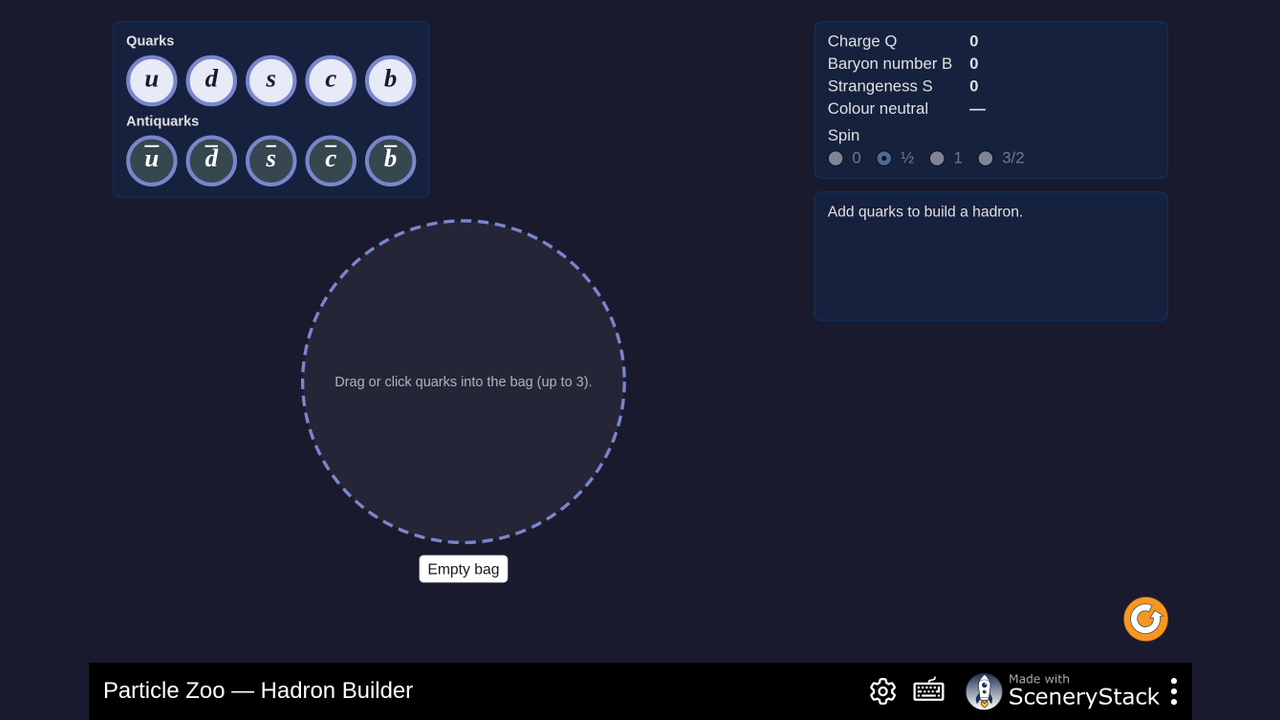 Quarks
u d s c b
Antiquarks
u̅ d̅ s̅ c̅ b̅
Drag or click quarks into the bag (up to 3).
Empty bag
Charge Q 0
Baryon number B 0
Strangeness S 0
Colour neutral —
Spin
0 ½ 1 3/2
Add quarks to build a hadron.
Particle Zoo — Hadron Builder
Made with
SceneryStack